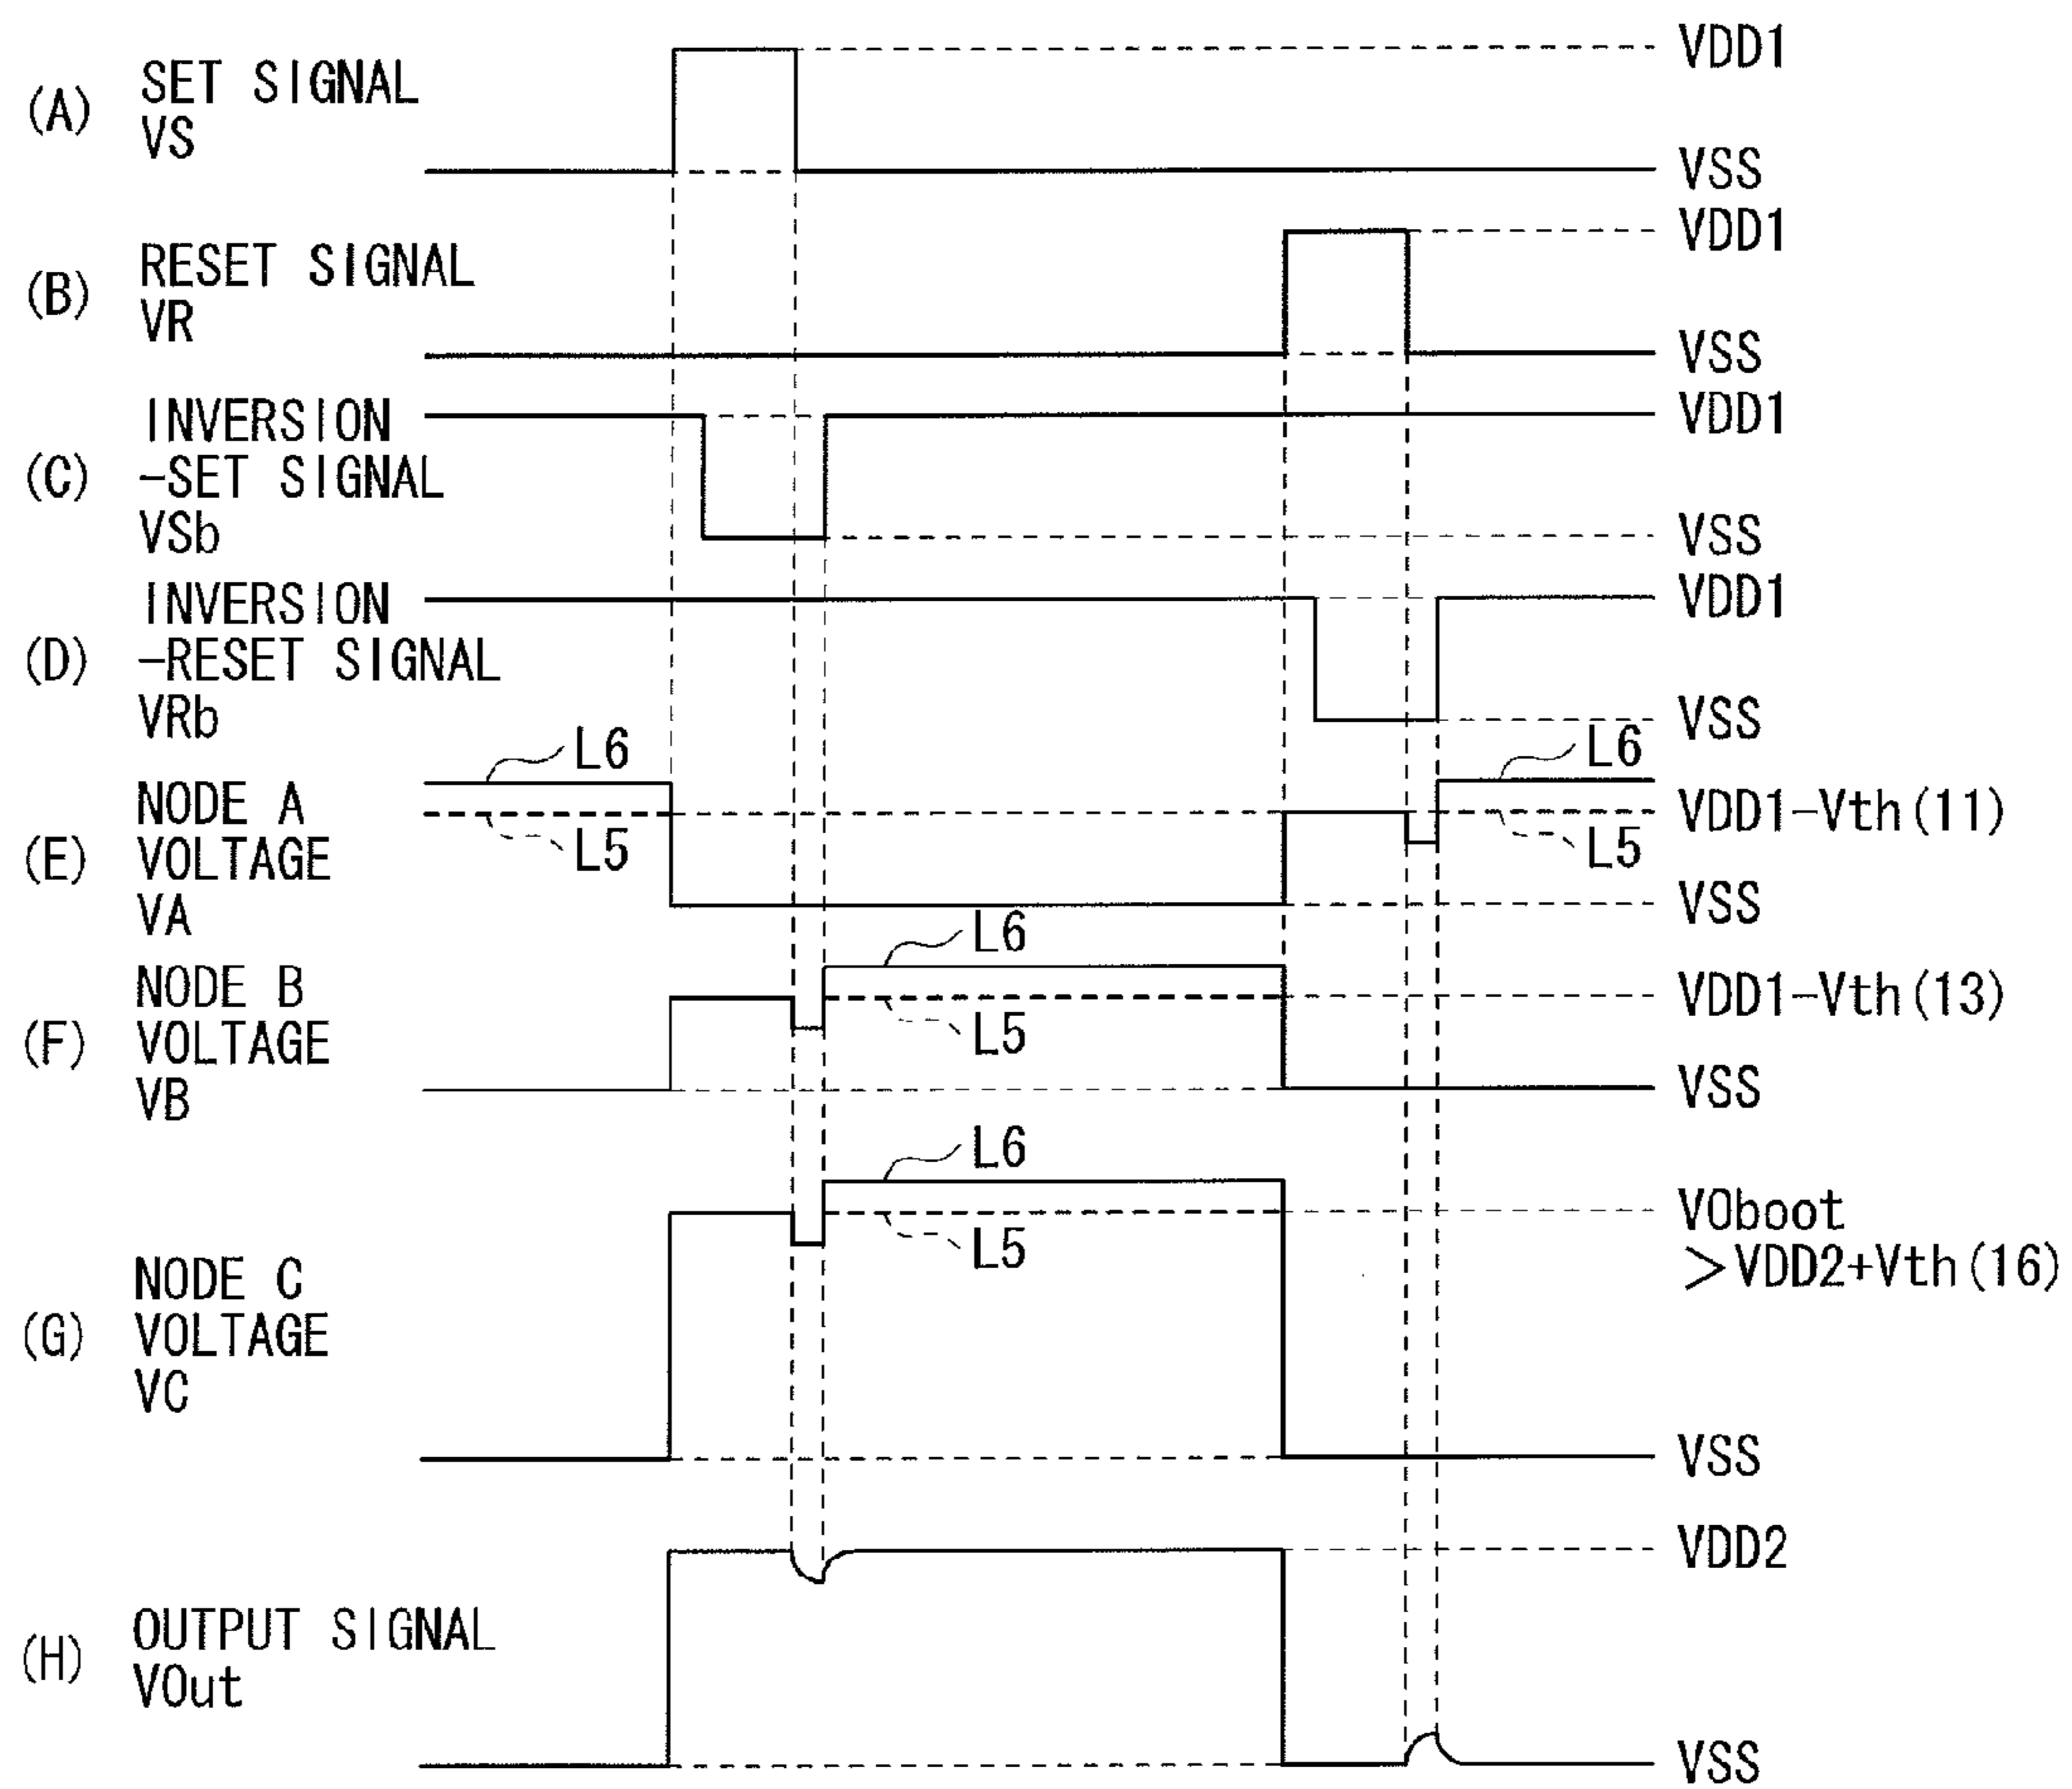 (A) SET SIGNAL
VS
VDD1
VSS
(B) RESET SIGNAL
VR
VDD1
VSS
(C) INVERSION
-SET SIGNAL
VSb
VDD1
VSS
(D) INVERSION
-RESET SIGNAL
VRb
VDD1
VSS
(E) NODE A
VOLTAGE
VA
L6
L5
L6
L5
VDD1-Vth(11)
VSS
(F) NODE B
VOLTAGE
VB
L6
L5
VDD1-Vth(13)
VSS
(G) NODE C
VOLTAGE
VC
L6
L5
VOboot
>VDD2+Vth(16)
VSS
(H) OUTPUT SIGNAL
VOut
VDD2
VSS